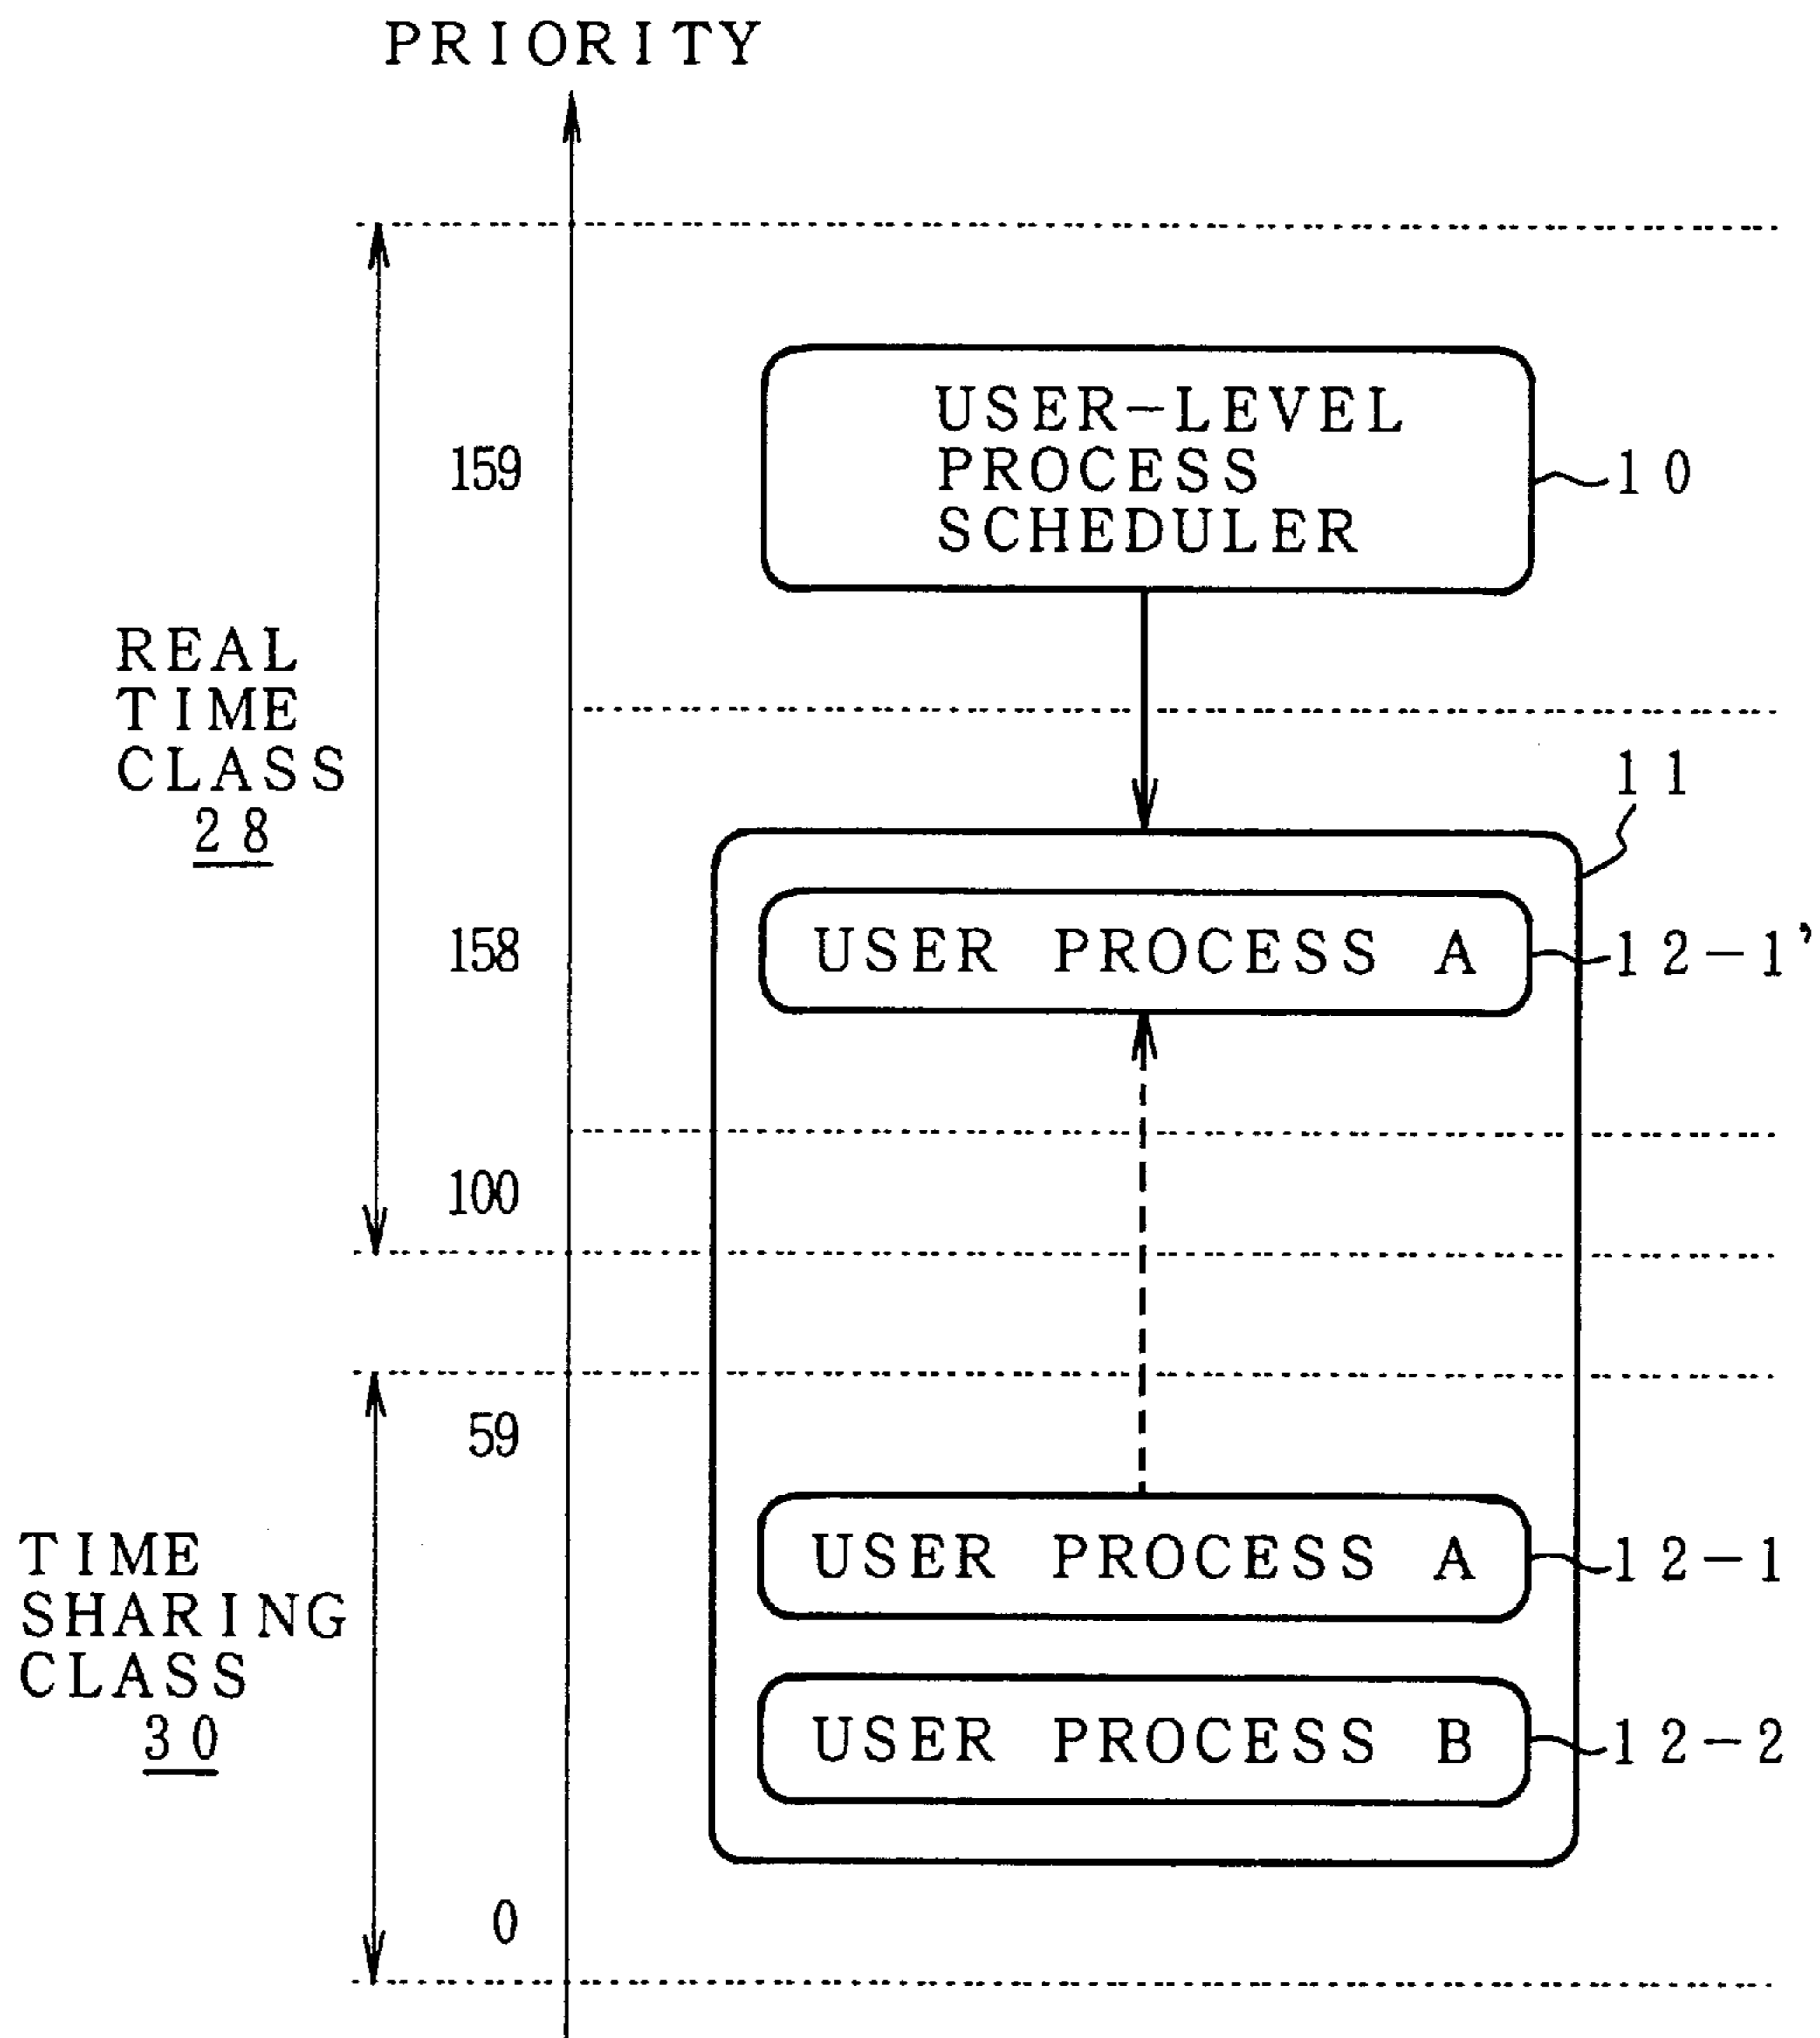 PRIORITY
159
USER-LEVEL
PROCESS
SCHEDULER
10
REAL
TIME
CLASS
28
11
158
USER PROCESS A
12-1'
100
59
TIME
SHARING
CLASS
30
USER PROCESS A
12-1
USER PROCESS B
12-2
0